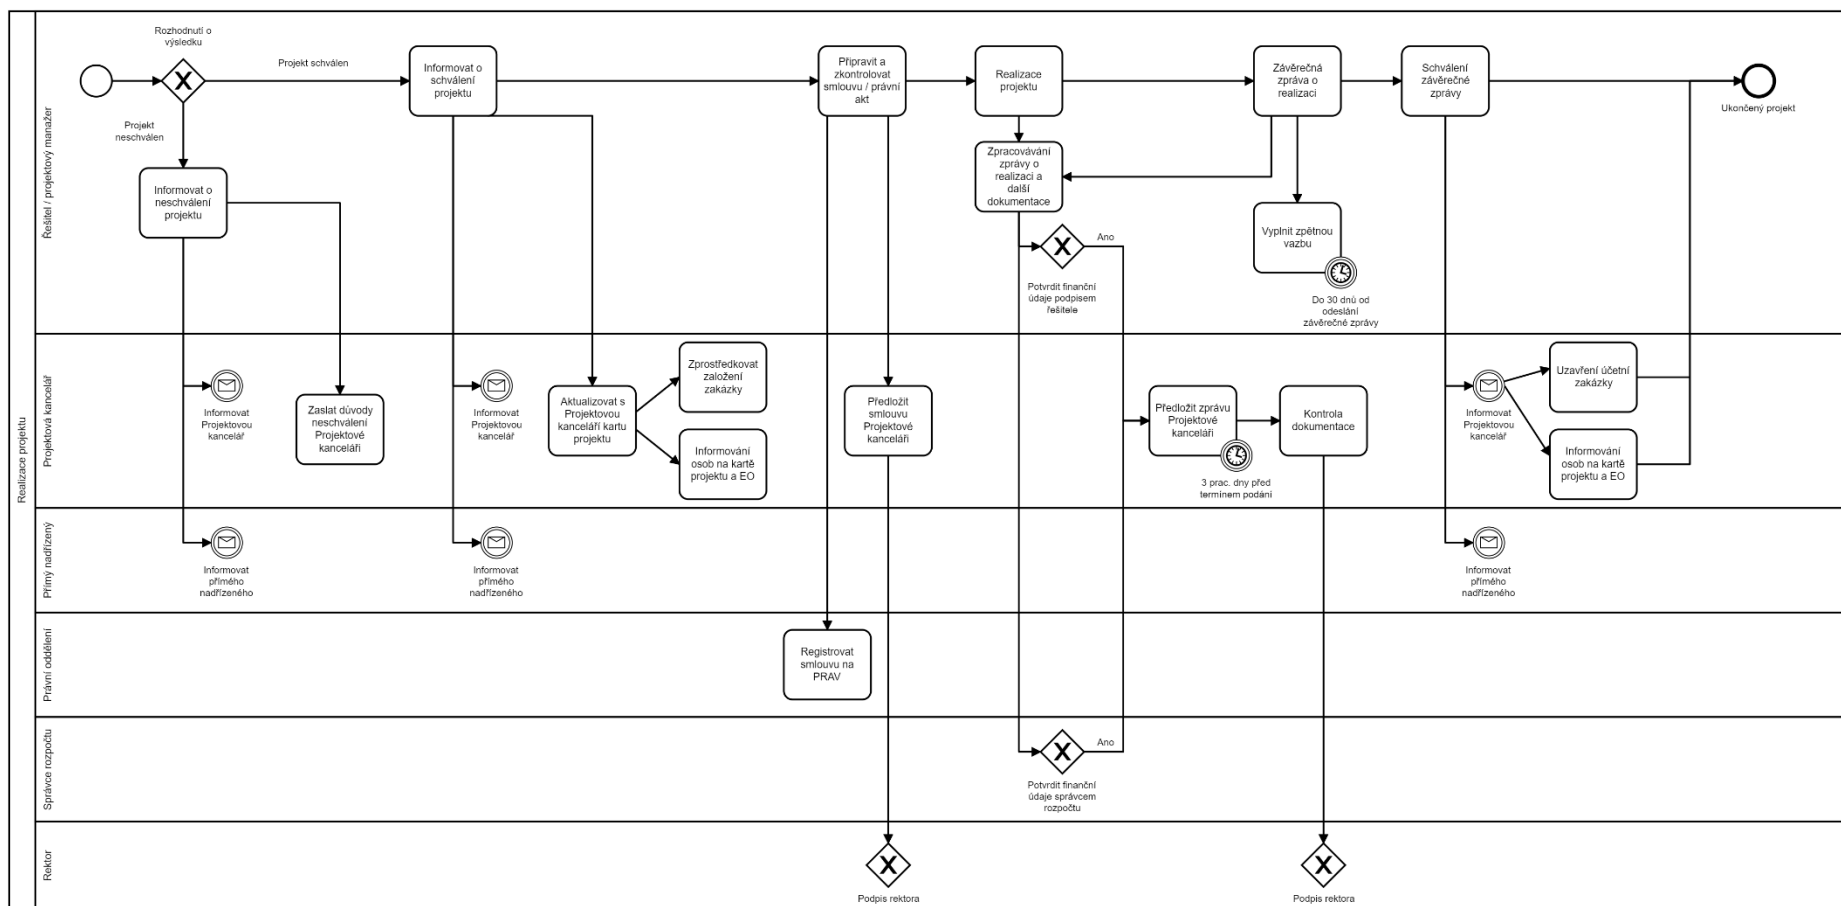 Realizace projektu
Řešitel / projektový manažer
Rozhodnutí o
výsledku
Projekt schválen
Projekt
neschválen
Informovat o
neschválení
projektu
Informovat o
schválení
projektu
Připravit a
zkontrolovat
smlouvu / právní
akt
Realizace
projektu
Zpracovávání
zprávy o
realizaci a
další
dokumentace
Ano
Potvrdit finanční
údaje podpisem
řešitele
Závěrečná
zpráva o
realizaci
Vyplnit zpětnou
vazbu
Do 30 dnů od
odeslání
závěrečné zprávy
Schválení
závěrečné
zprávy
Ukončený projekt
Projektová kancelář
Informovat
Projektovou
kancelář
Zaslat důvody
neschválení
Projektové
kanceláři
Informovat
Projektovou
kancelář
Aktualizovat s
Projektovou
kanceláří kartu
projektu
Zprostředkovat
založení
zakázky
Informování
osob na kartě
projektu a EO
Předložit
smlouvu
Projektové
kanceláři
Předložit zprávu
Projektové
kanceláři
3 prac. dny před
termínem podání
Kontrola
dokumentace
Informovat
Projektovou
kancelář
Uzavření účetní
zakázky
Informování
osob na kartě
projektu a EO
Přímý nadřízený
Informovat
přímého
nadřízeného
Informovat
přímého
nadřízeného
Informovat
přímého
nadřízeného
Právní oddělení
Registrovat
smlouvu na
PRAV
Správce rozpočtu
Ano
Potvrdit finanční
údaje správcem
rozpočtu
Rektor
Podpis rektora
Podpis rektora